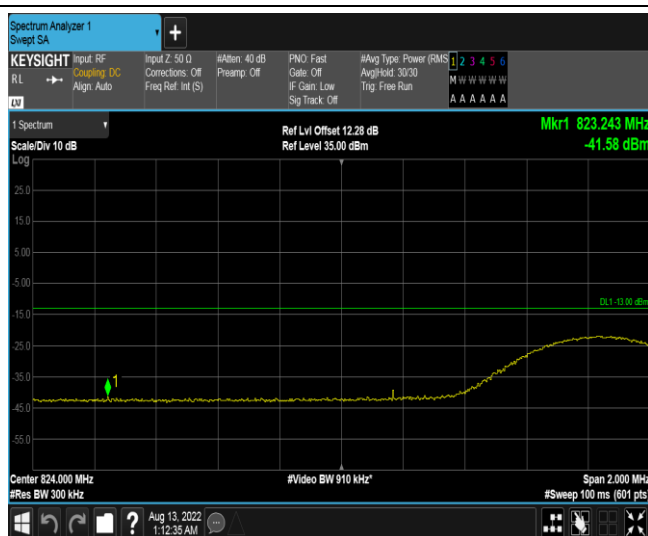 Spectrum Analyzer 1
Swept SA
+
KEYSIGHT
RL
LXI
Input: RF
Coupling: DC
Align: Auto
Input Z: 50 Ω
Corrections: Off
Freq Ref: Int (S)
#Atten: 40 dB
Preamp: Off
PNO: Fast
Gate: Off
IF Gain: Low
Sig Track: Off
#Avg Type: Power (RMS
Avg|Hold: 30/30
Trig: Free Run
1 2 3 4 5 6
M W W W W W
A A A A A A
1 Spectrum
Scale/Div 10 dB
Ref Lvl Offset 12.28 dB
Ref Level 35.00 dBm
Mkr1 823.243 MHz
-41.58 dBm
Log
25.0
15.0
5.00
-5.00
DL1 -13.00 dBm
-15.0
-25.0
-35.0
1
-45.0
-55.0
Center 824.000 MHz
#Res BW 300 kHz
#Video BW 910 kHz*
Span 2.000 MHz
#Sweep 100 ms (601 pts)
?
Aug 13, 2022
1:12:35 AM